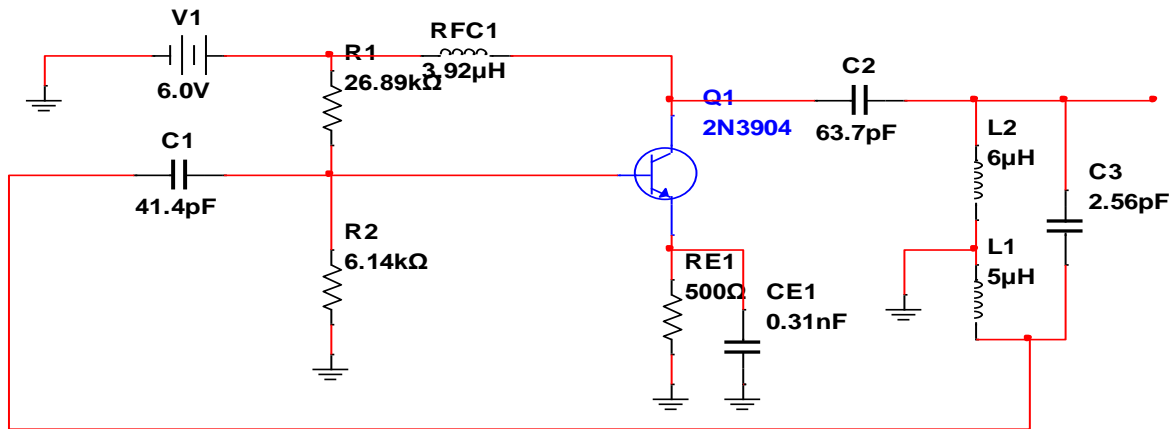 V1
6.0V
R1
26.89kΩ
RFC1
3.92µH
Q1
2N3904
C2
63.7pF
L2
6µH
C3
2.56pF
C1
41.4pF
R2
6.14kΩ
RE1
500Ω
CE1
0.31nF
L1
5µH